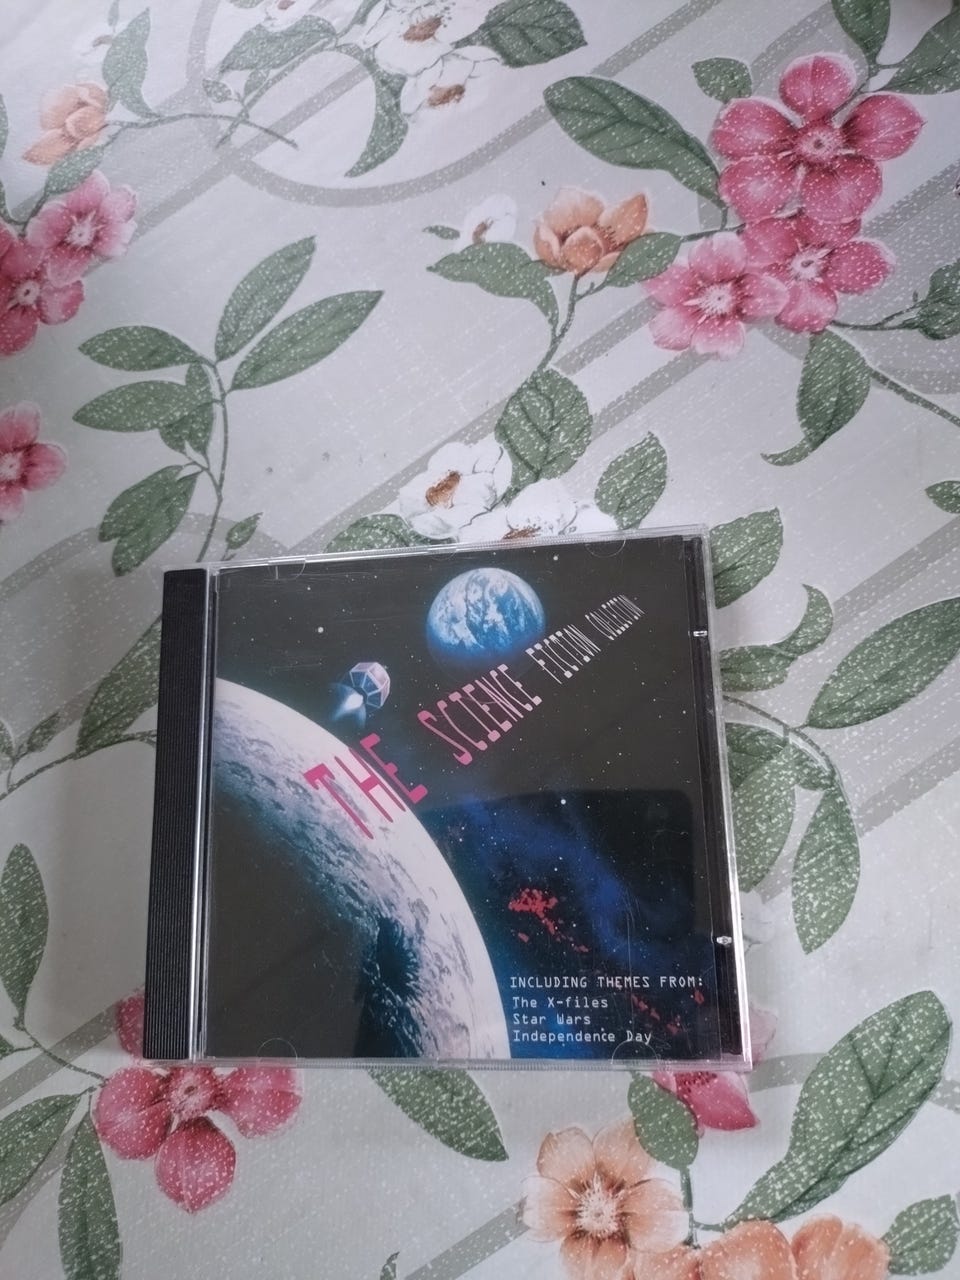 THE SCIENCE FICTION COLLECTION
INCLUDING THEMES FROM:
The X-files
Star Wars
Independence Day